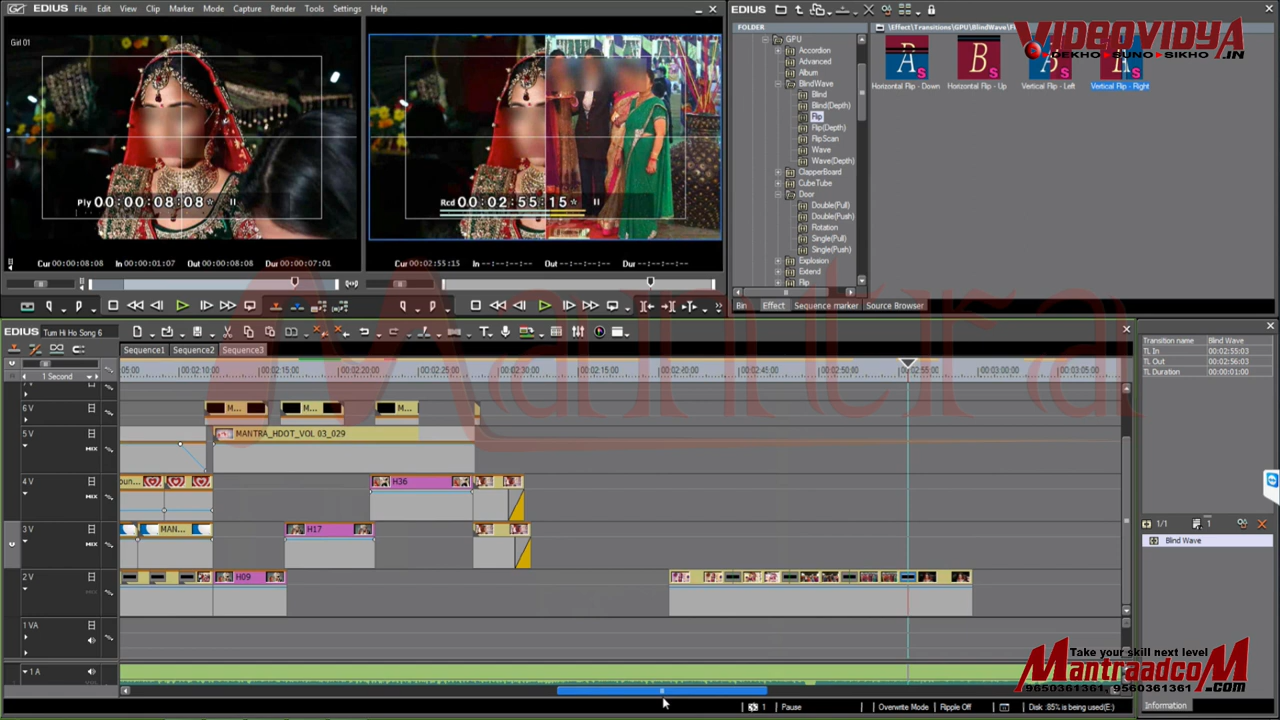 EDIUS File Edit View Clip Marker Mode Capture Render Tools Settings Help
Girl 01
Ply 00:00:08:08
Rcd 00:02:55:15
Cur 00:00:08:08 In 00:00:01:07 Out 00:00:08:08 Dur 00:00:07:01
Cur 00:02:55:15 In --:--:--:-- Out --:--:--:-- Dur --:--:--:--
EDIUS
FOLDER
\Effect\Transitions\GPU\BlindWave\F
GPU
Accordion
Advanced
Album
BlindWave
Blind
Blind(Depth)
Flip
Flip(Depth)
FlipScan
Wave
Wave(Depth)
ClapperBoard
CubeTube
Door
Double(Pull)
Double(Push)
Rotation
Single(Pull)
Single(Push)
Explosion
Extend
Flip
Horizontal Flip - Down
Horizontal Flip - Up
Vertical Flip - Left
Vertical Flip - Right
VIDEOVIDYA
DEKHO SUNO SIKHO .IN
Bin Effect Sequence marker Source Browser
Mantraa
EDIUS Tum Hi Ho Song 6
Sequence1 Sequence2 Sequence3
1 Second
05:00 00:02:10:00 00:02:15:00 00:02:20:00 00:02:30:00 00:02:15:00 00:02:40:00 00:02:45:00 00:02:50:00 00:02:55:00 00:03:00:00 00:03:05:00
6 V M... M... M...
5 V MANTRA_HDOT_VOL 03_029
MIX
4 V oun... H36
MIX
3 V MAN... H17
MIX
2 V H09
1 VA
1 A
Transition name Blind Wave
TL In 00:02:55:03
TL Out 00:02:56:03
TL Duration 00:00:01:00
1/1 1
Blind Wave
Information
Take your skill next level
MantraadcoM
9650361361, 9560361361, .com
1 Pause Overwrite Mode Ripple Off Disk :85% is being used(E:)